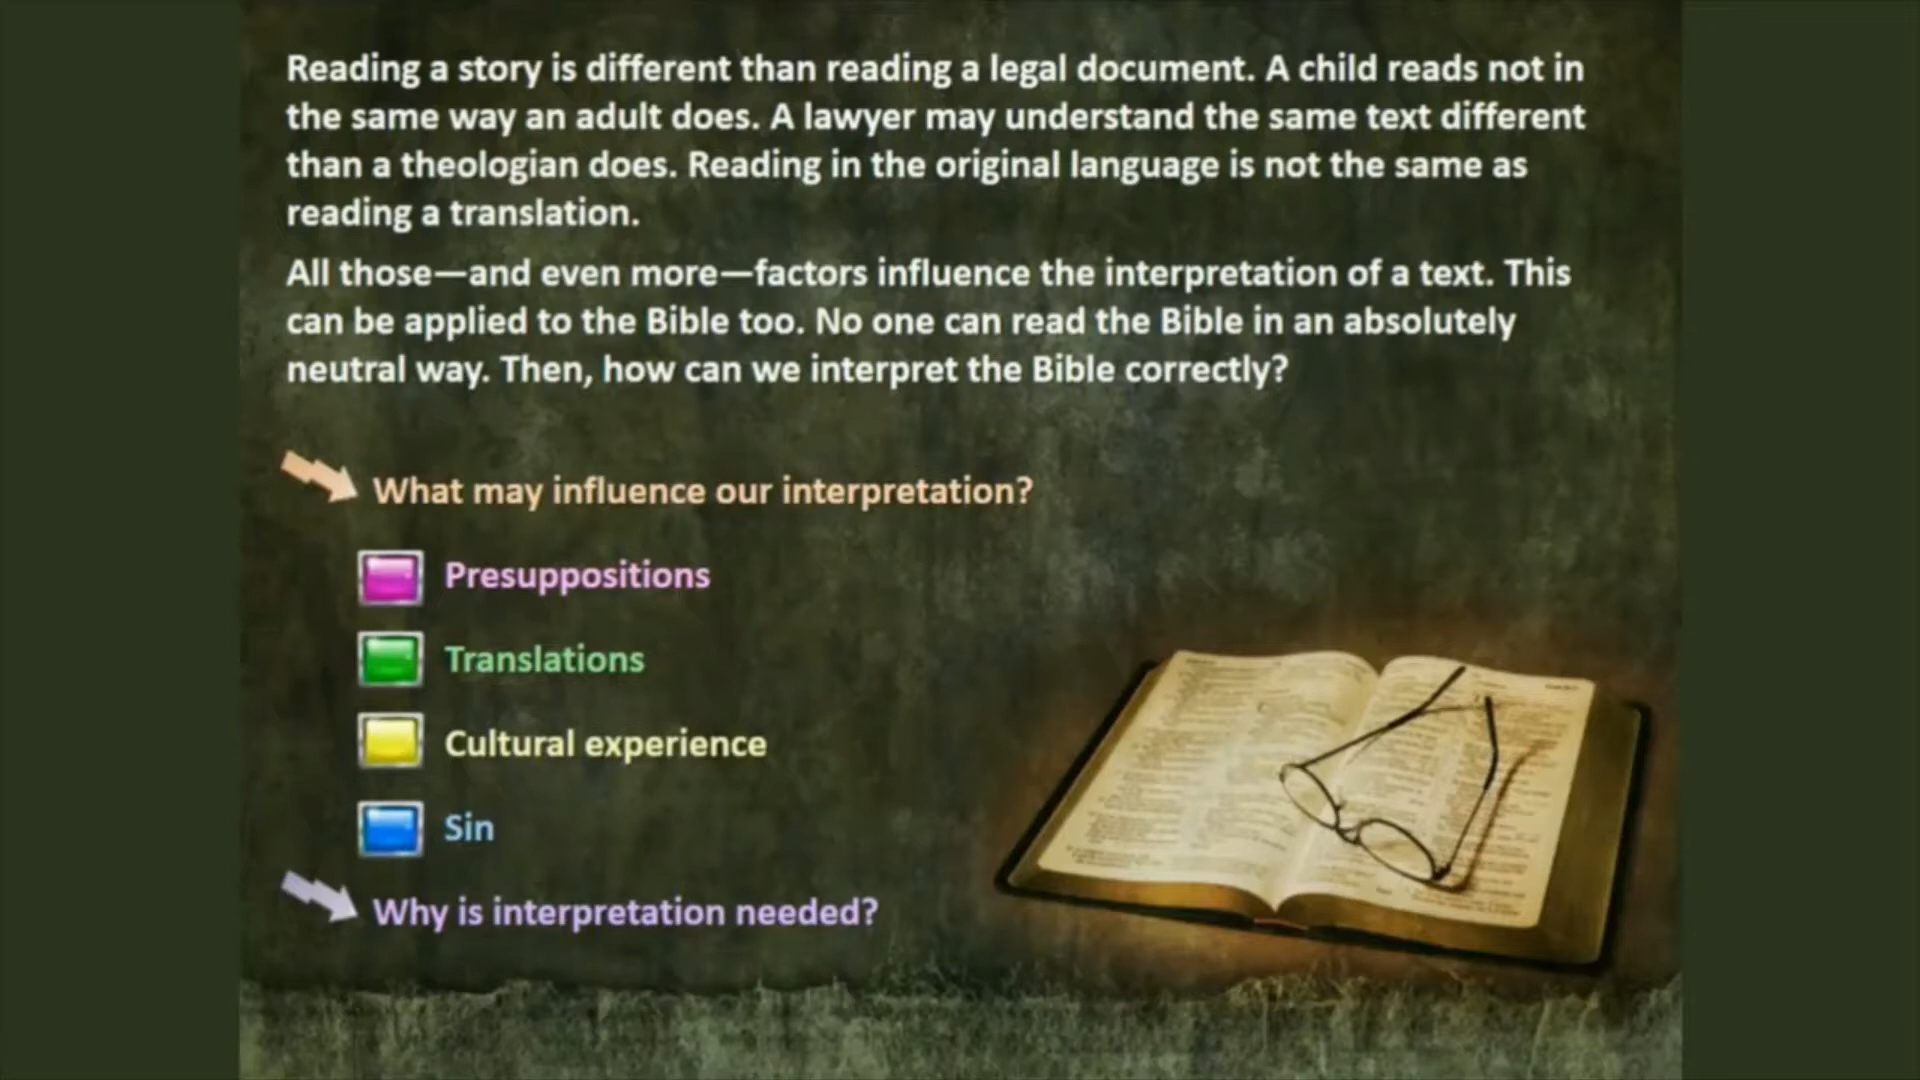 Reading a story is different than reading a legal document. A child reads not in
the same way an adult does. A lawyer may understand the same text different
than a theologian does. Reading in the original language is not the same as
reading a translation.
All those—and even more—factors influence the interpretation of a text. This
can be applied to the Bible too. No one can read the Bible in an absolutely
neutral way. Then, how can we interpret the Bible correctly?
What may influence our interpretation?
Presuppositions
Translations
Cultural experience
Sin
Why is interpretation needed?